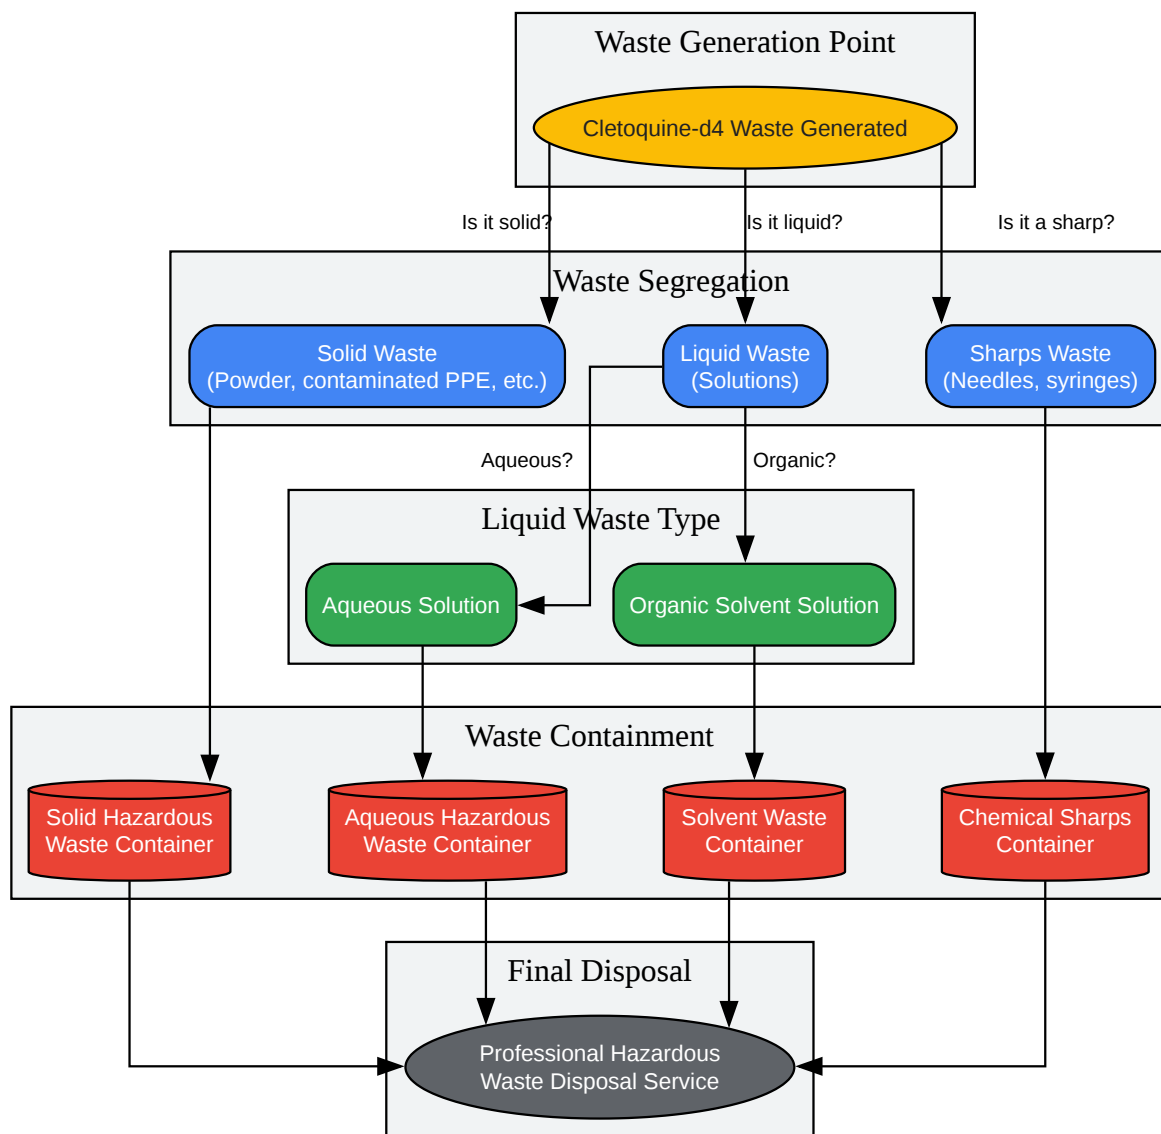 Waste Generation Point
Cletoquine-d4 Waste Generated
Is it solid?
Is it liquid?
Is it a sharp?
Waste Segregation
Solid Waste
(Powder, contaminated PPE, etc.)
Liquid Waste
(Solutions)
Sharps Waste
(Needles, syringes)
Aqueous?
Organic?
Liquid Waste Type
Aqueous Solution
Organic Solvent Solution
Waste Containment
Solid Hazardous
Waste Container
Aqueous Hazardous
Waste Container
Solvent Waste
Container
Chemical Sharps
Container
Final Disposal
Professional Hazardous
Waste Disposal Service